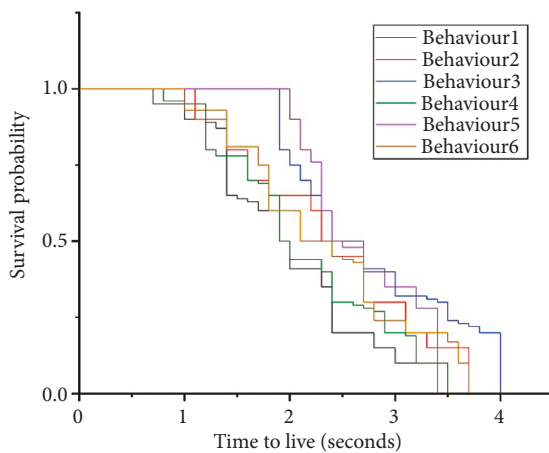 Behaviour1
Behaviour2
Behaviour3
Behaviour4
Behaviour5
Behaviour6
1.0
0.5
0.0
Survival probability
0 1 2 3 4
Time to live (seconds)